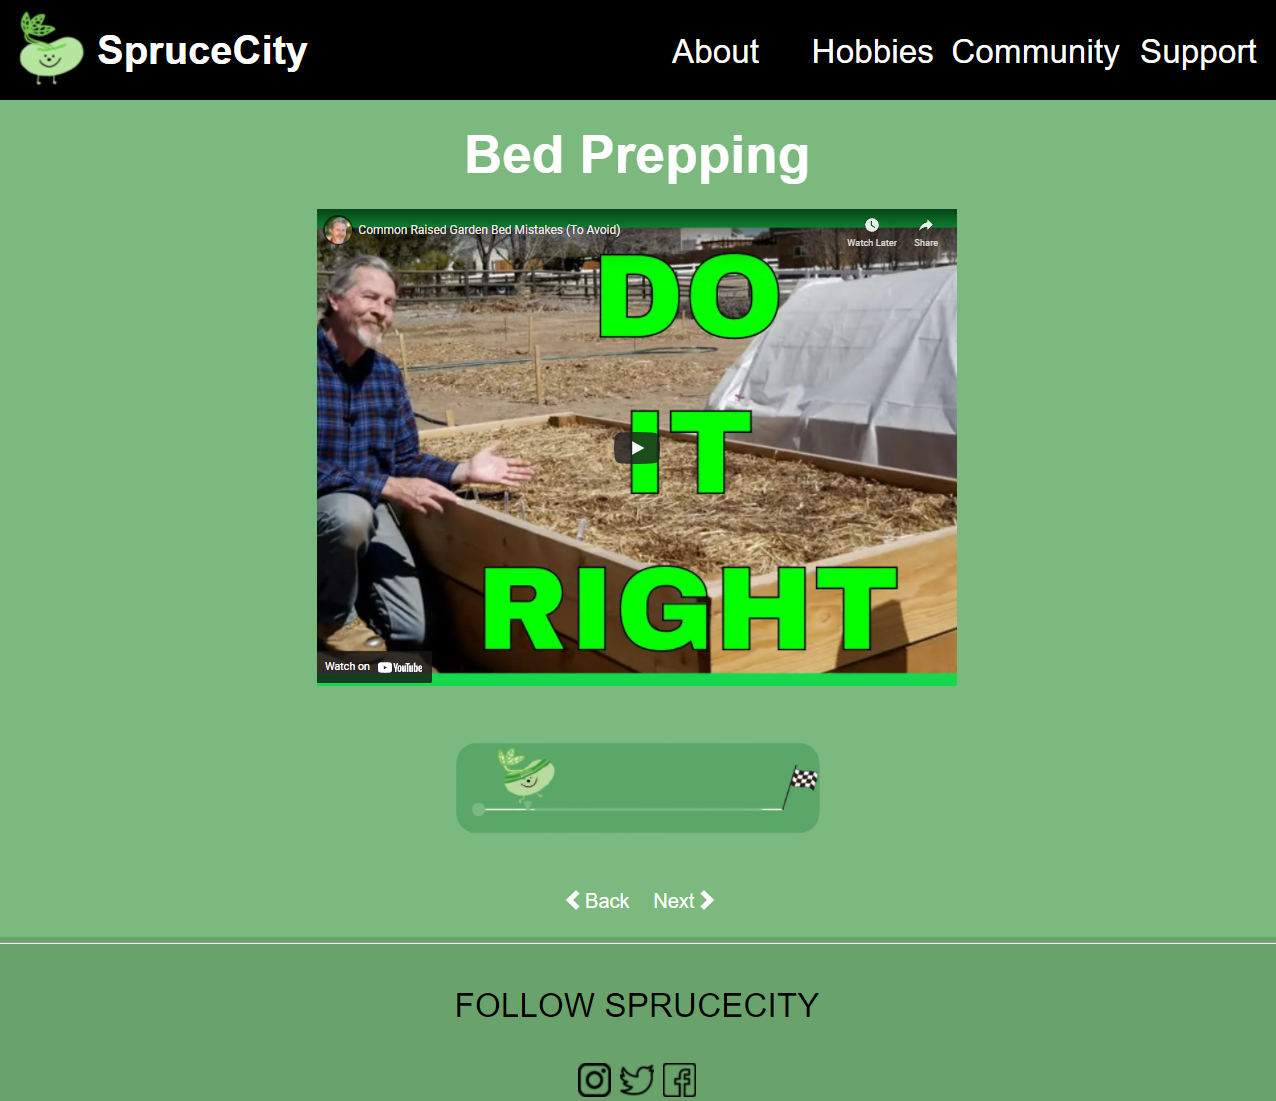 SpruceCity
About Hobbies Community Support
Bed Prepping
Common Raised Garden Bed Mistakes (To Avoid)
Watch Later Share
DO
IT
RIGHT
Watch on YouTube
Back Next
FOLLOW SPRUCECITY